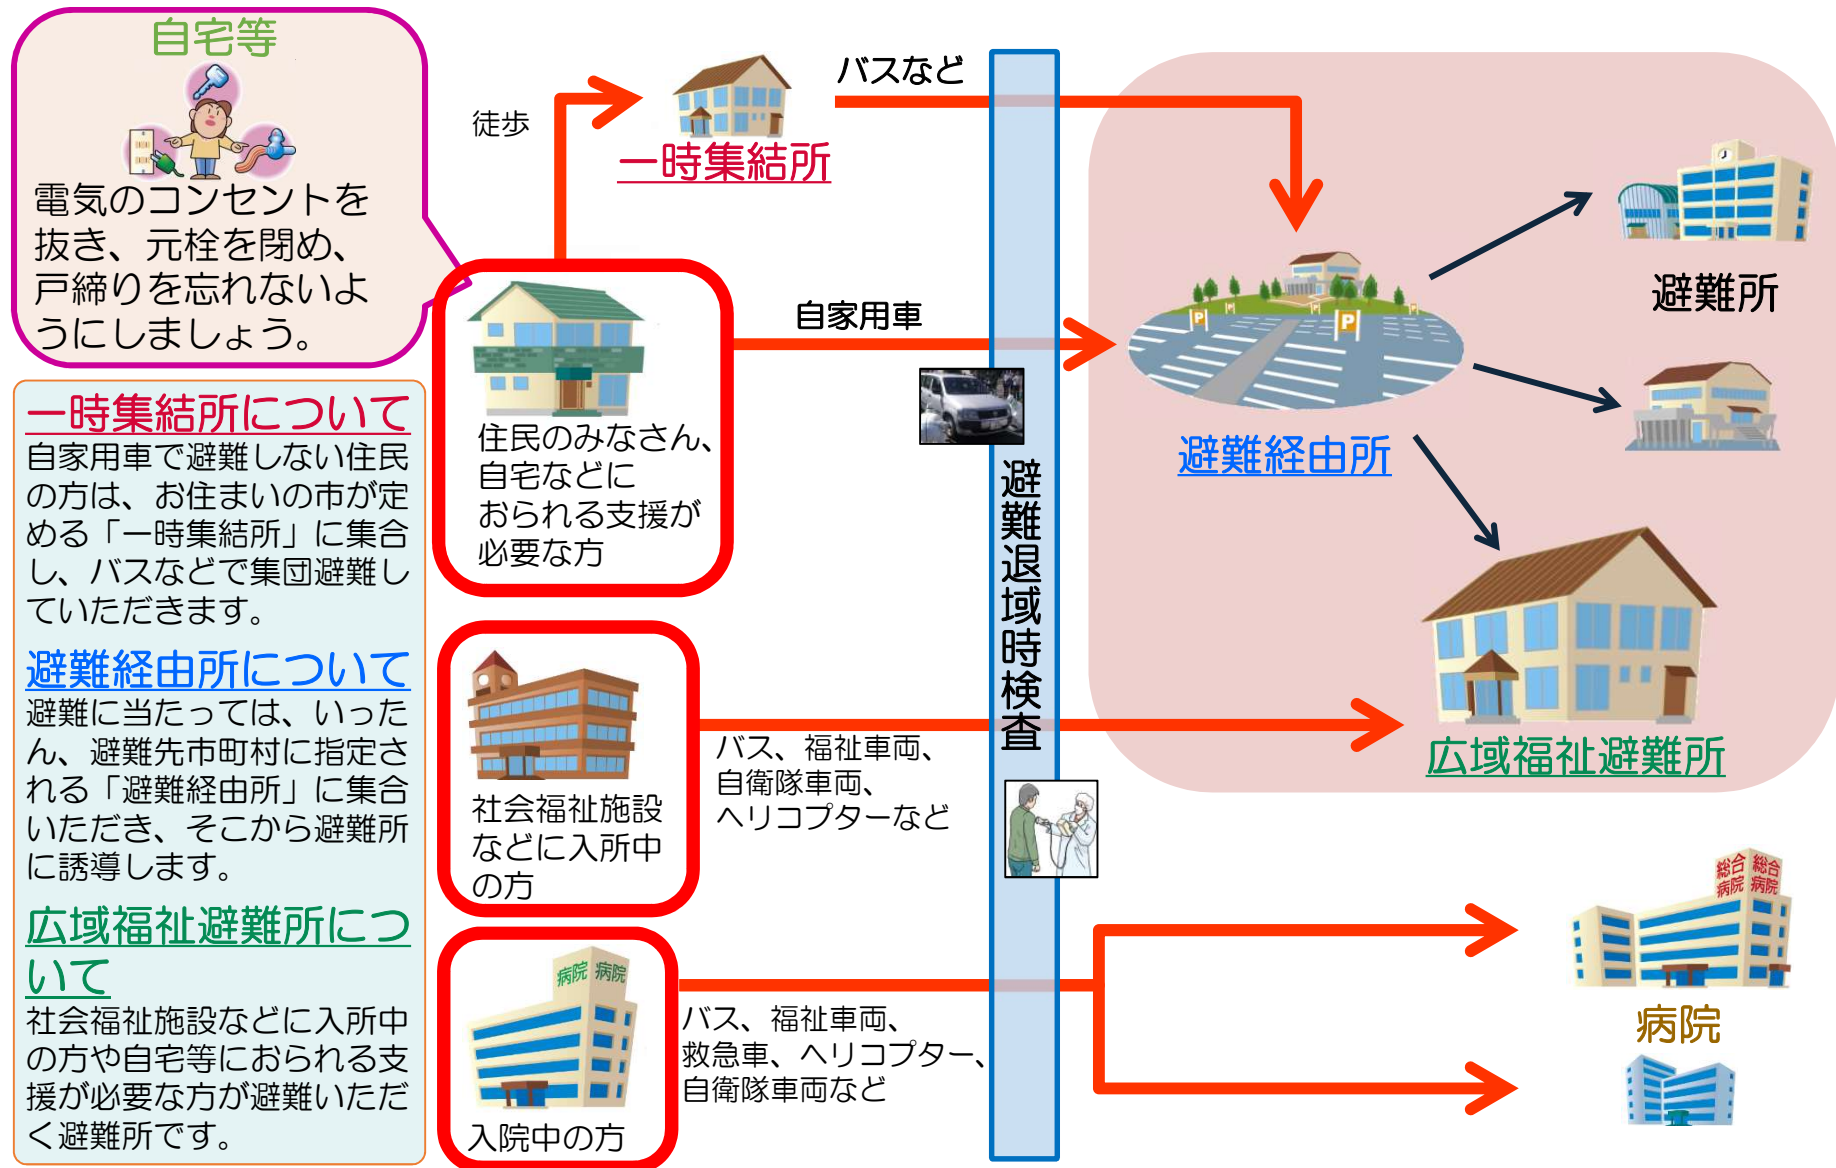 自宅等
電気のコンセントを
抜き、元栓を閉め、
戸締りを忘れないよ
うにしましょう。
一時集結所について
自家用車で避難しない住民
の方は、お住まいの市が定
める「一時集結所」に集合
し、バスなどで集団避難し
ていただきます。
避難経由所について
避難に当たっては、いった
ん、避難先市町村に指定さ
れる「避難経由所」に集合
いただき、そこから避難所
に誘導します。
広域福祉避難所につ
いて
社会福祉施設などに入所中
の方や自宅等におられる支
援が必要な方が避難いただ
く避難所です。
徒歩
一時集結所
バスなど
住民のみなさん、
自宅などに
おられる支援が
必要な方
自家用車
社会福祉施設
などに入所中
の方
バス、福祉車両、
自衛隊車両、
ヘリコプターなど
病院 病院
入院中の方
バス、福祉車両、
救急車、ヘリコプター、
自衛隊車両など
避難退域時検査
P
P
P
P
避難経由所
避難所
広域福祉避難所
総合
病院
総合
病院
病院